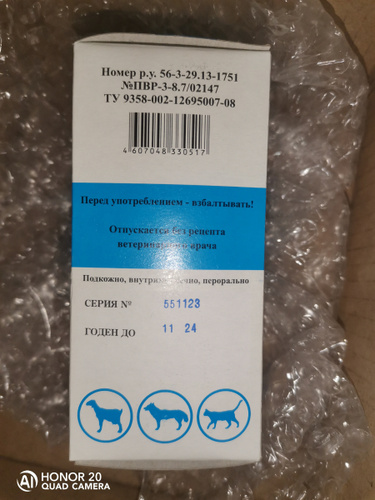 Номер р.у. 56-3-29.13-1751
№ПВР-3-8.7/02147
ТУ 9358-002-12695007-08
4 607048 330517
Перед употреблением - взбалтывать!
Отпускается без рецепта
ветеринарного врача
Подкожно, внутримышечно, перорально
СЕРИЯ № 551123
ГОДЕН ДО 11 24
HONOR 20
QUAD CAMERA